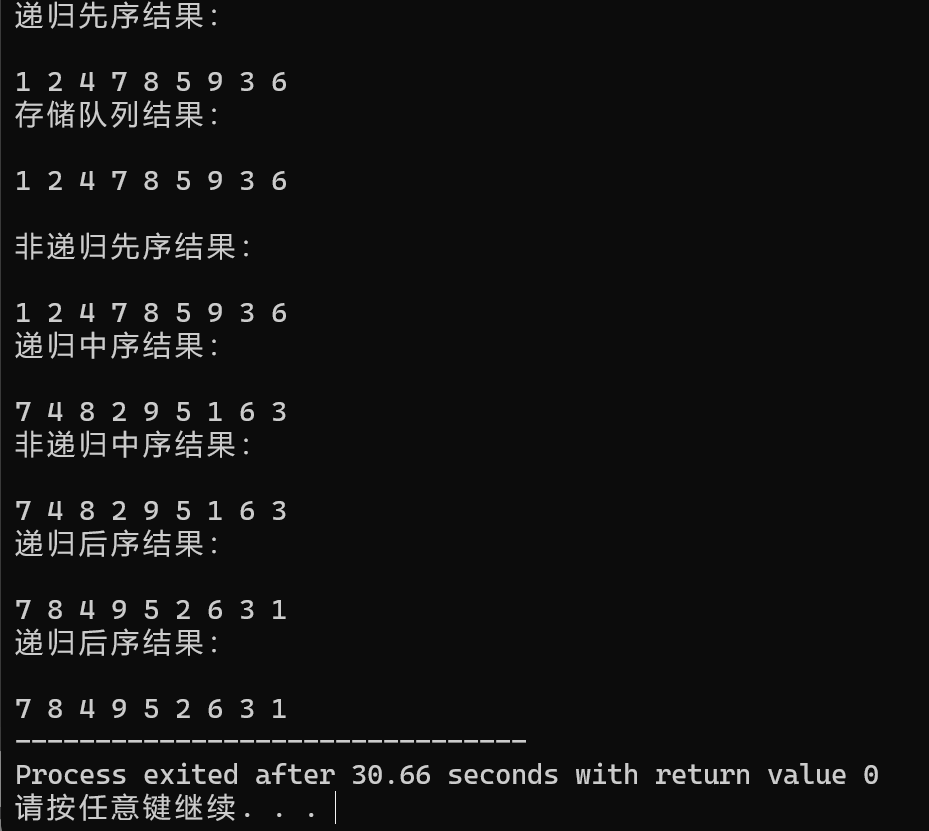 递归先序结果:
1 2 4 7 8 5 9 3 6
存储队列结果:
1 2 4 7 8 5 9 3 6
非递归先序结果:
1 2 4 7 8 5 9 3 6
递归中序结果:
7 4 8 2 9 5 1 6 3
非递归中序结果:
7 4 8 2 9 5 1 6 3
递归后序结果:
7 8 4 9 5 2 6 3 1
递归后序结果:
7 8 4 9 5 2 6 3 1
--------------------------------
Process exited after 30.66 seconds with return value 0
请按任意键继续. . .